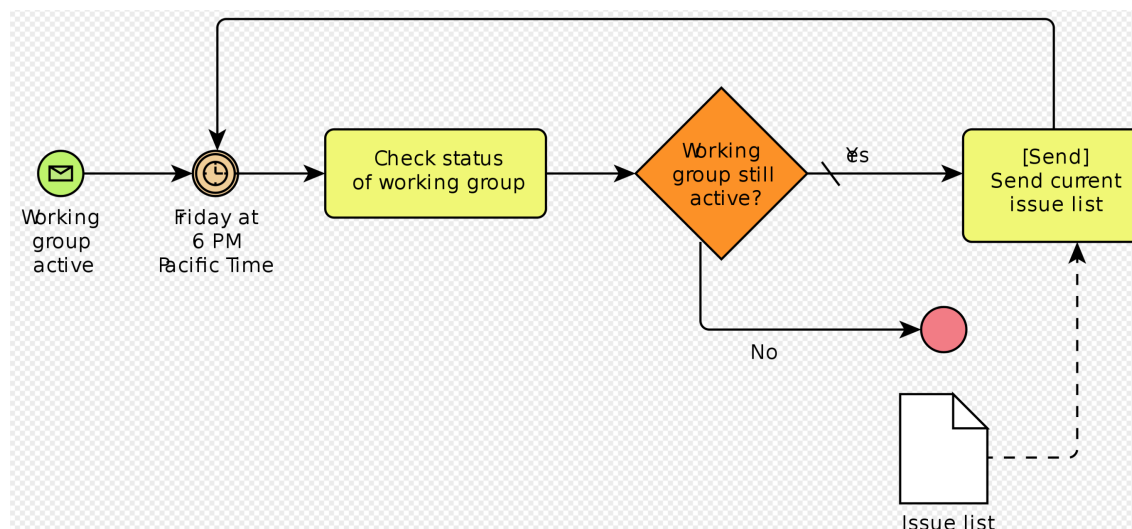 Working
group
active
Friday at
6 PM
Pacific Time
Check status
of working group
Working
group still
active?
Yes
[Send]
Send current
issue list
No
Issue list